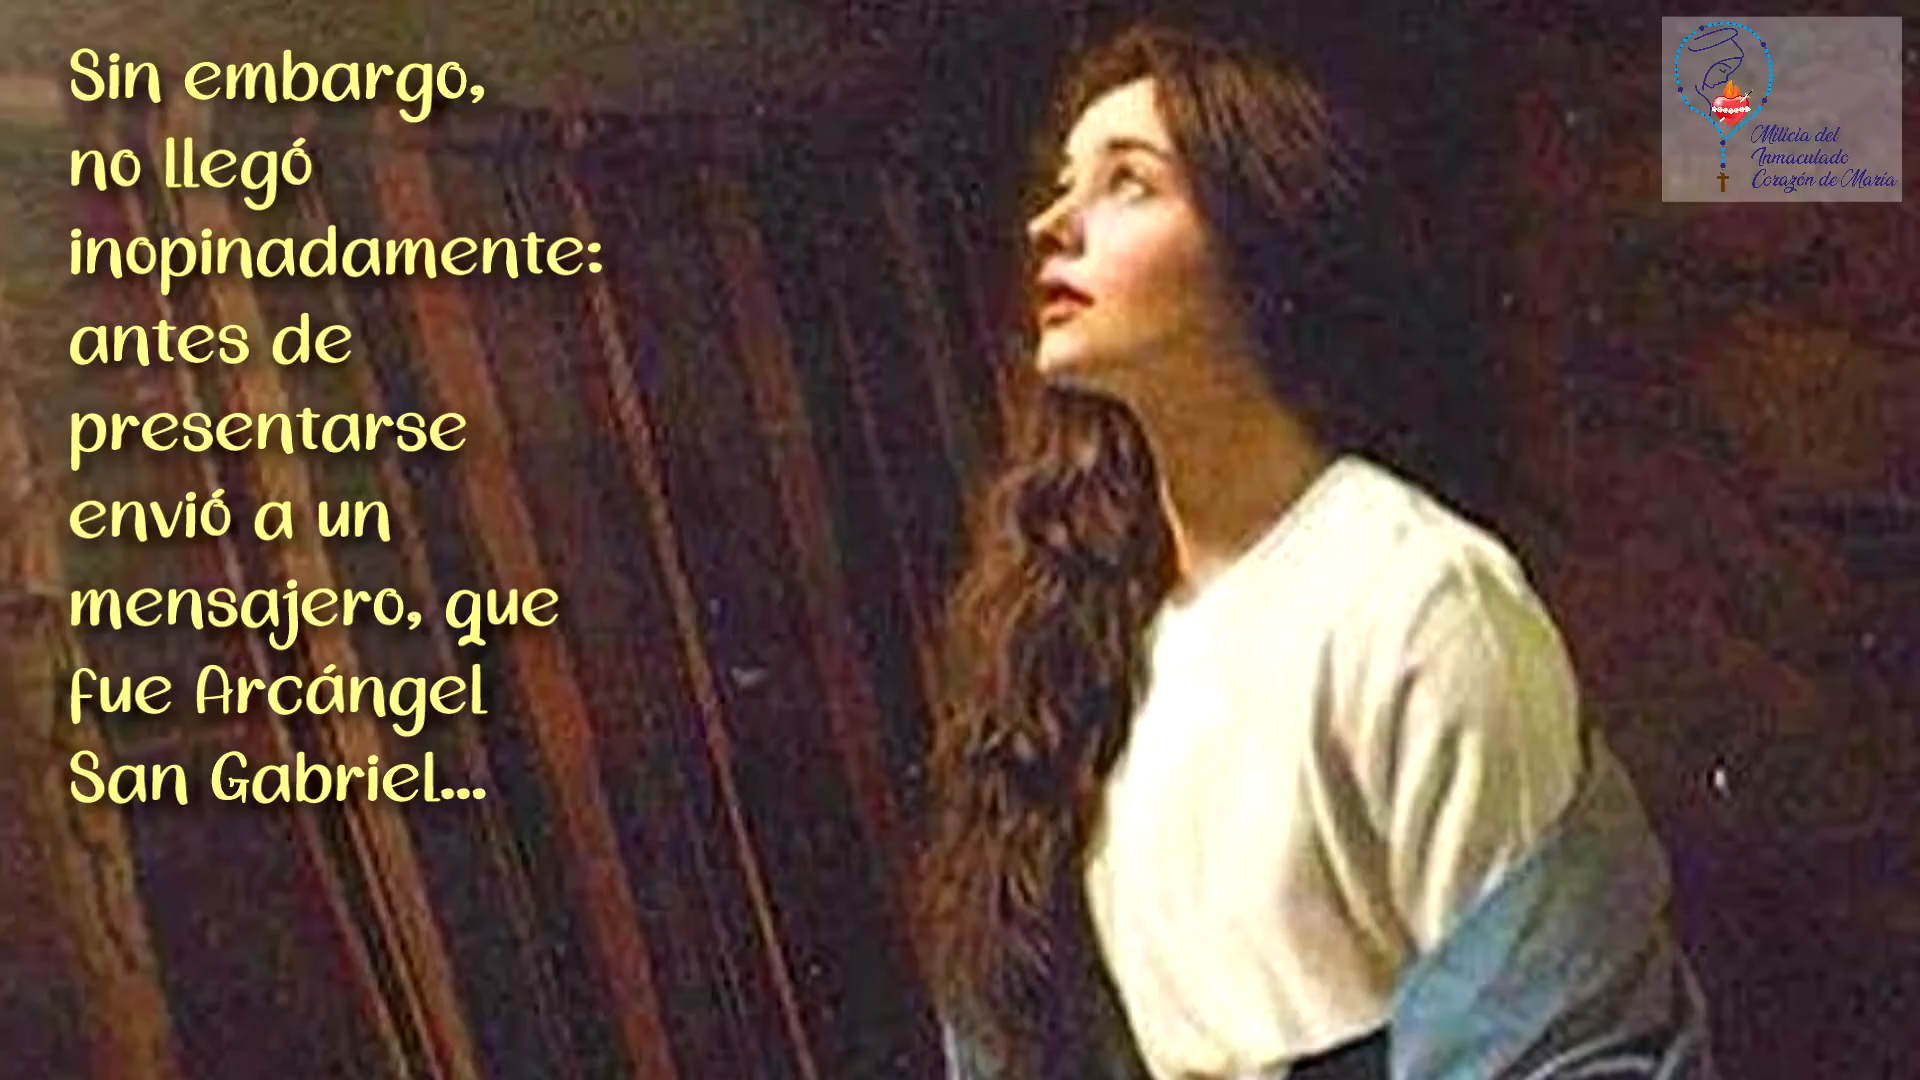 Sin embargo,
no llegó
inopinadamente:
antes de
presentarse
envió a un
mensajero, que
fue Arcángel
San Gabriel...
Milicia del
Inmaculado
Corazón de María